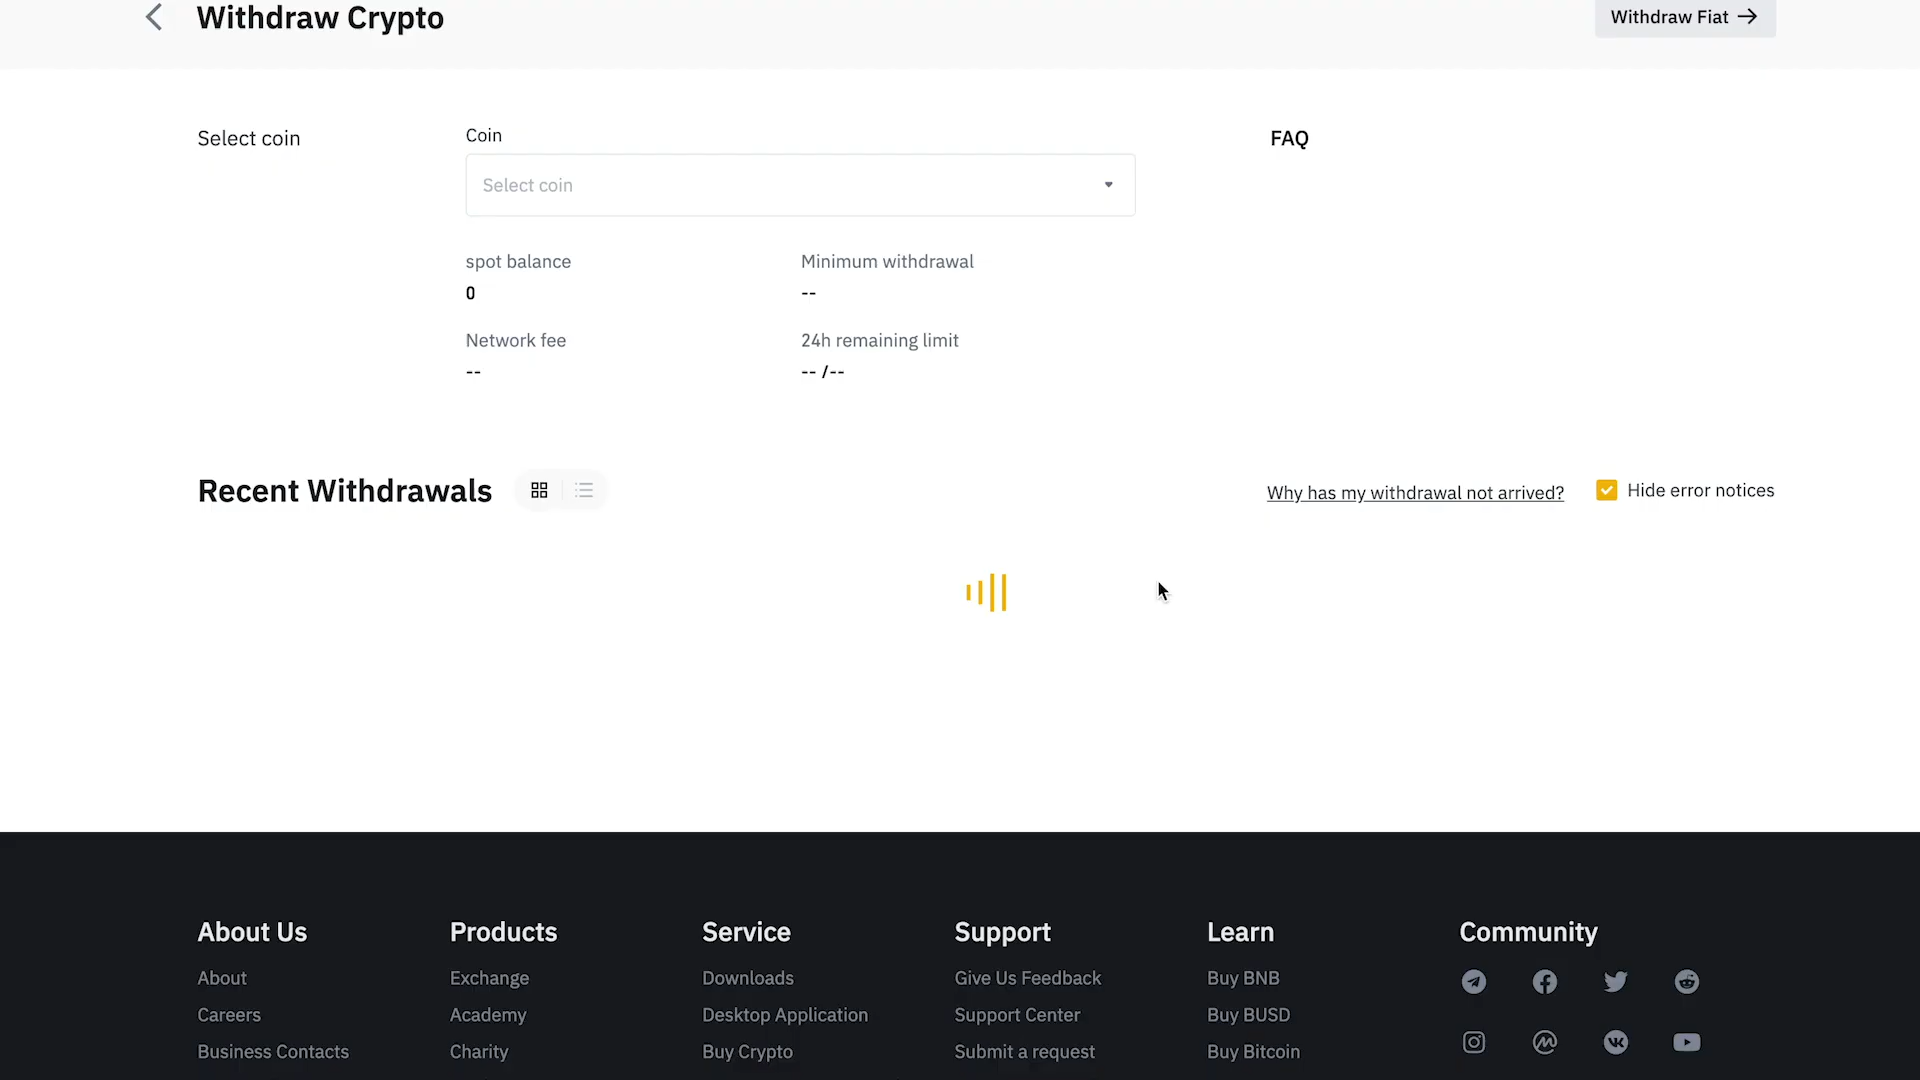 Withdraw Crypto
Withdraw Fiat
Select coin
Coin
Select coin
spot balance
0
Minimum withdrawal
--
Network fee
--
24h remaining limit
-- /--
FAQ
Recent Withdrawals
Why has my withdrawal not arrived?
Hide error notices
About Us
About
Careers
Business Contacts
Products
Exchange
Academy
Charity
Service
Downloads
Desktop Application
Buy Crypto
Support
Give Us Feedback
Support Center
Submit a request
Learn
Buy BNB
Buy BUSD
Buy Bitcoin
Community